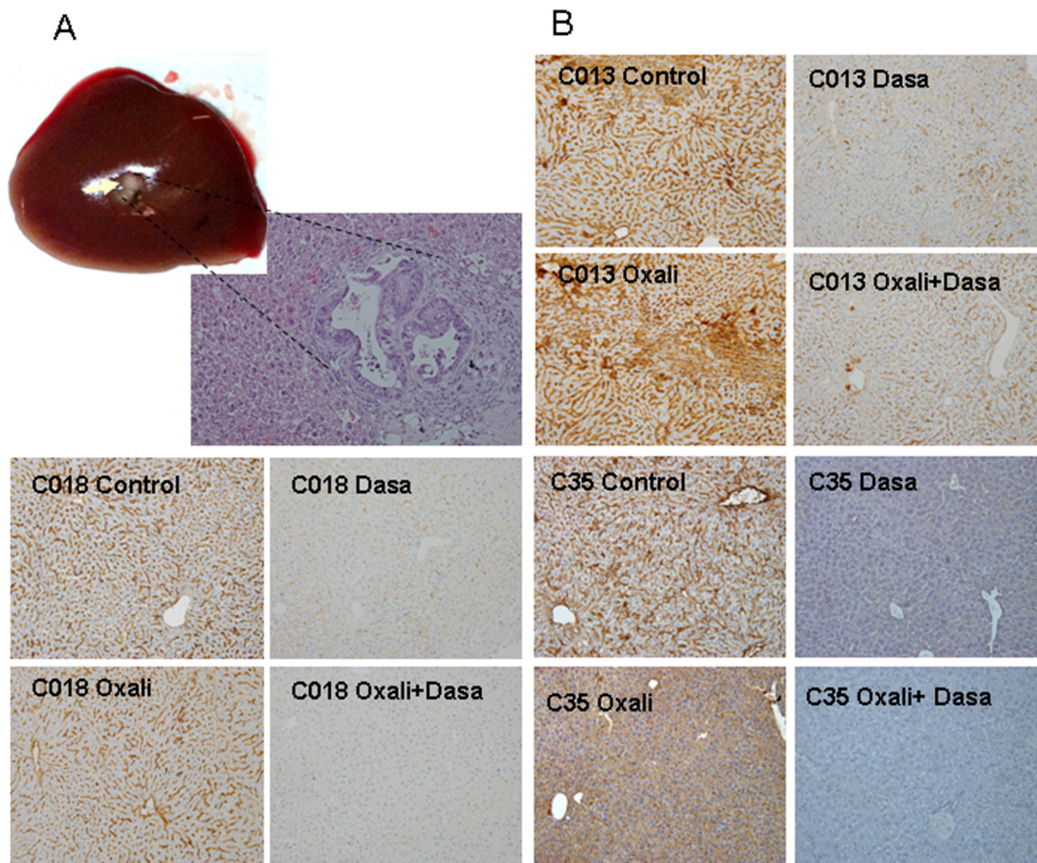 A
B
C013 Control
C013 Dasa
C013 Oxali
C013 Oxali+Dasa
C018 Control
C018 Dasa
C35 Control
C35 Dasa
C018 Oxali
C018 Oxali+Dasa
C35 Oxali
C35 Oxali+ Dasa